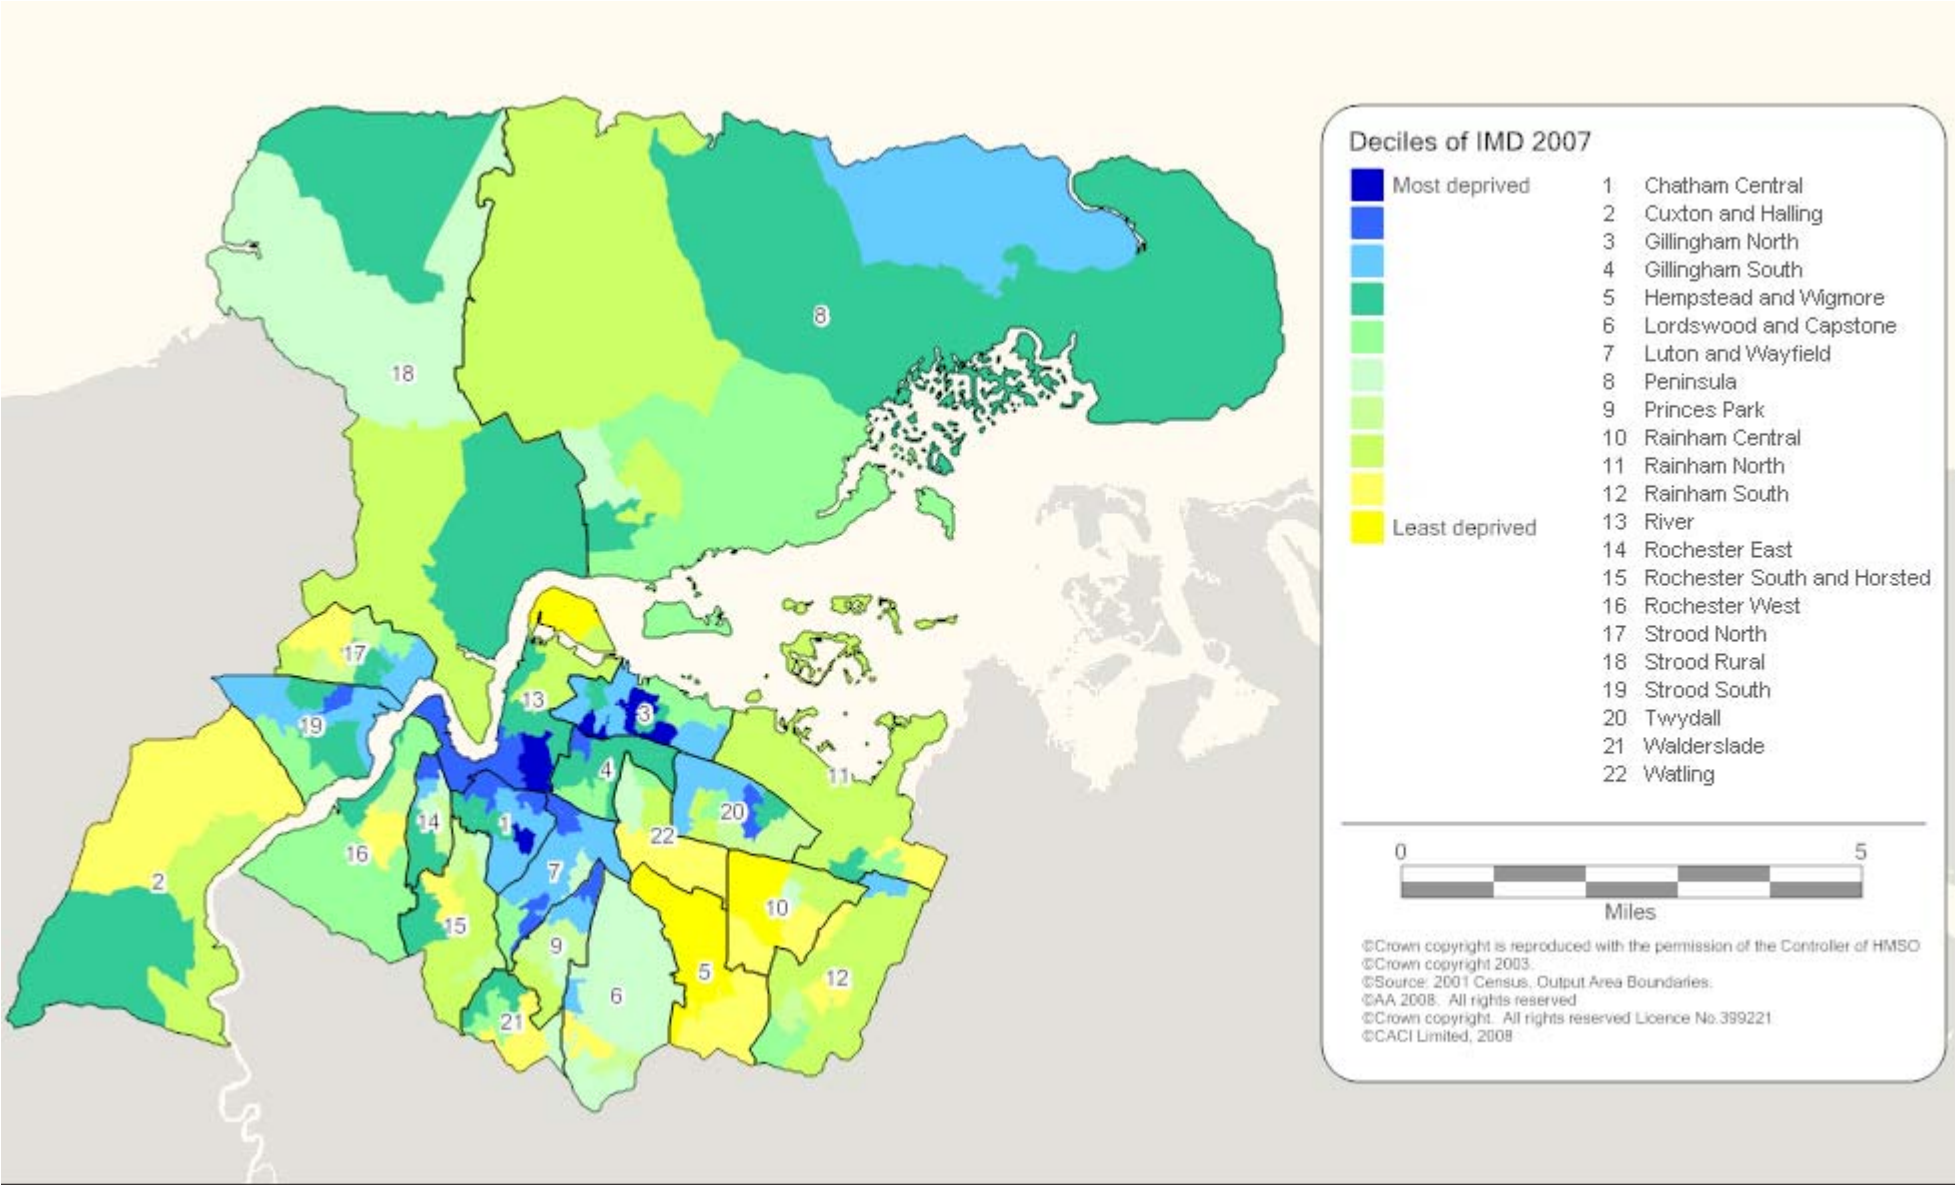 Deciles of IMD 2007
Most deprived
Least deprived
1 Chatham Central
2 Cuxton and Halling
3 Gillingham North
4 Gillingham South
5 Hempstead and Wigmore
6 Lordswood and Capstone
7 Luton and Wayfield
8 Peninsula
9 Princes Park
10 Rainham Central
11 Rainham North
12 Rainham South
13 River
14 Rochester East
15 Rochester South and Horsted
16 Rochester West
17 Strood North
18 Strood Rural
19 Strood South
20 Twydall
21 Walderslade
22 Watling
0 5
Miles
©Crown copyright is reproduced with the permission of the Controller of HMSO
©Crown copyright 2003.
©Source: 2001 Census, Output Area Boundaries.
©AA 2008. All rights reserved
©Crown copyright. All rights reserved Licence No.399221
©CACI Limited, 2008
8
18
17
13
3
19
4
11
20
14
1
22
16
7
2
10
15
9
5
12
6
21